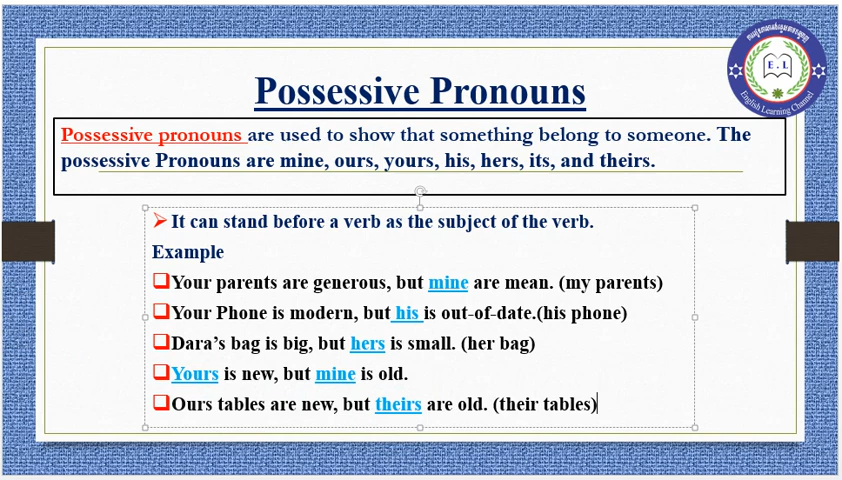 Possessive Pronouns
E.L
English Learning Channel
Possessive pronouns are used to show that something belong to someone. The
possessive Pronouns are mine, ours, yours, his, hers, its, and theirs.
It can stand before a verb as the subject of the verb.
Example
Your parents are generous, but mine are mean. (my parents)
Your Phone is modern, but his is out-of-date.(his phone)
Dara’s bag is big, but hers is small. (her bag)
Yours is new, but mine is old.
Ours tables are new, but theirs are old. (their tables)